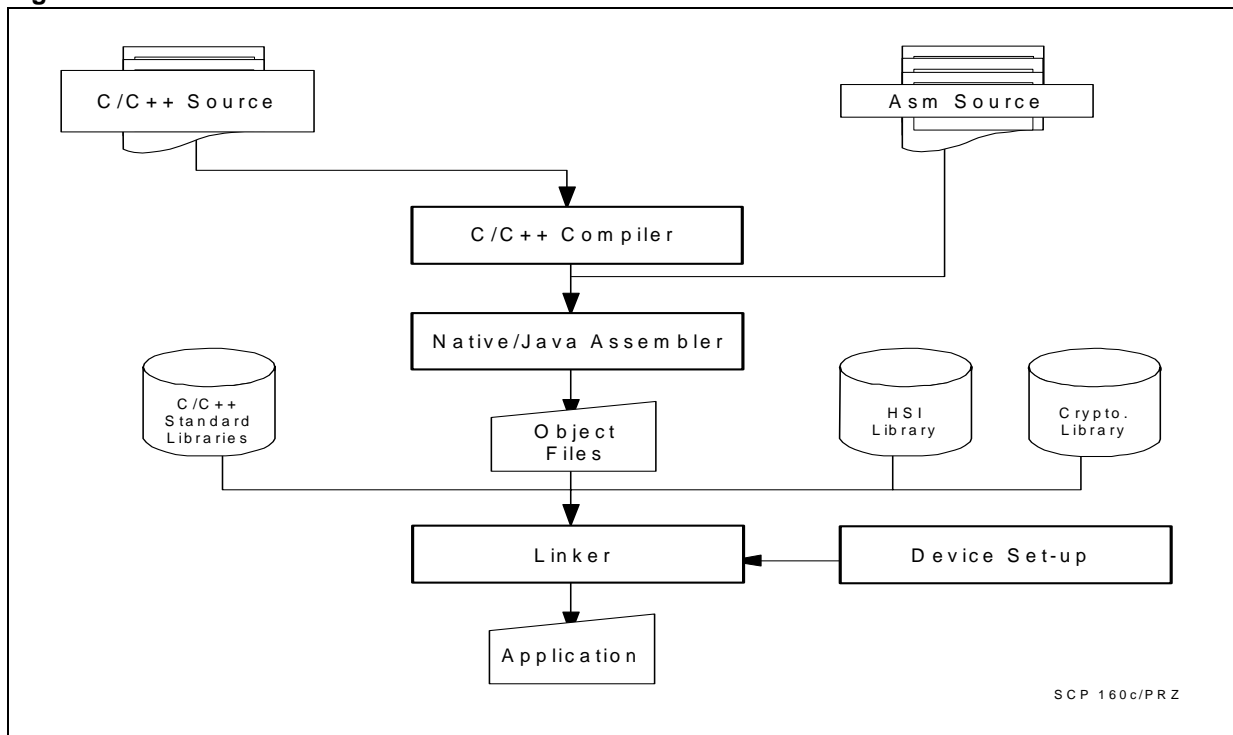 C/C++ Source
Asm Source
C/C++ Compiler
Native/Java Assembler
C/C++
Standard
Libraries
Object
Files
HSI
Library
Crypto.
Library
Linker
Device Set-up
Application
SCP 160c/PRZ